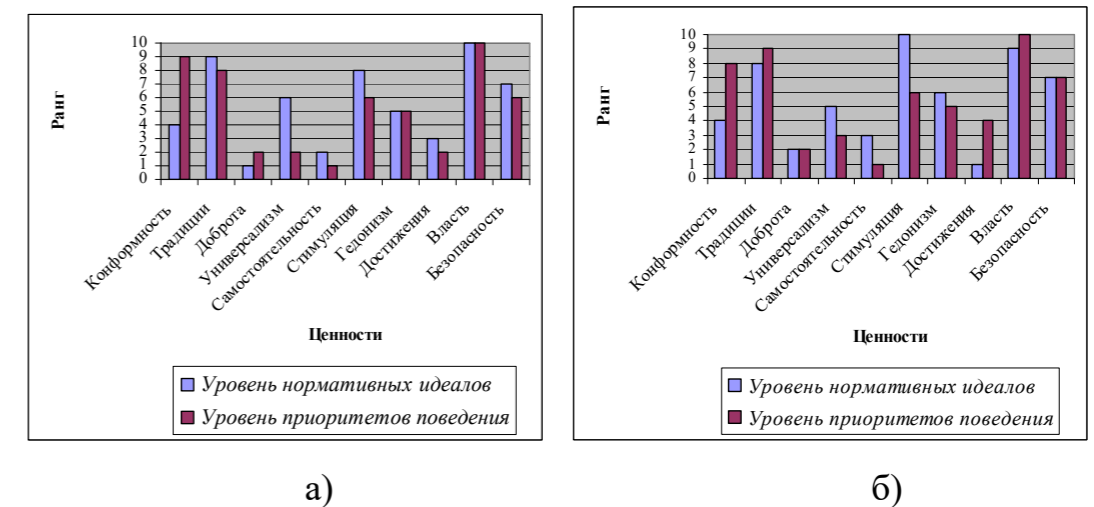 10
9
8
7
6
5
4
3
2
1
0
Ранг
Конформность
Традиции
Доброта
Универсализм
Самостоятельность
Стимуляция
Гедонизм
Достижения
Власть
Безопасность
Ценности
Уровень нормативных идеалов
Уровень приоритетов поведения
а)
10
9
8
7
6
5
4
3
2
1
0
Ранг
Конформность
Традиции
Доброта
Универсализм
Самостоятельность
Стимуляция
Гедонизм
Достижения
Власть
Безопасность
Ценности
Уровень нормативных идеалов
Уровень приоритетов поведения
б)